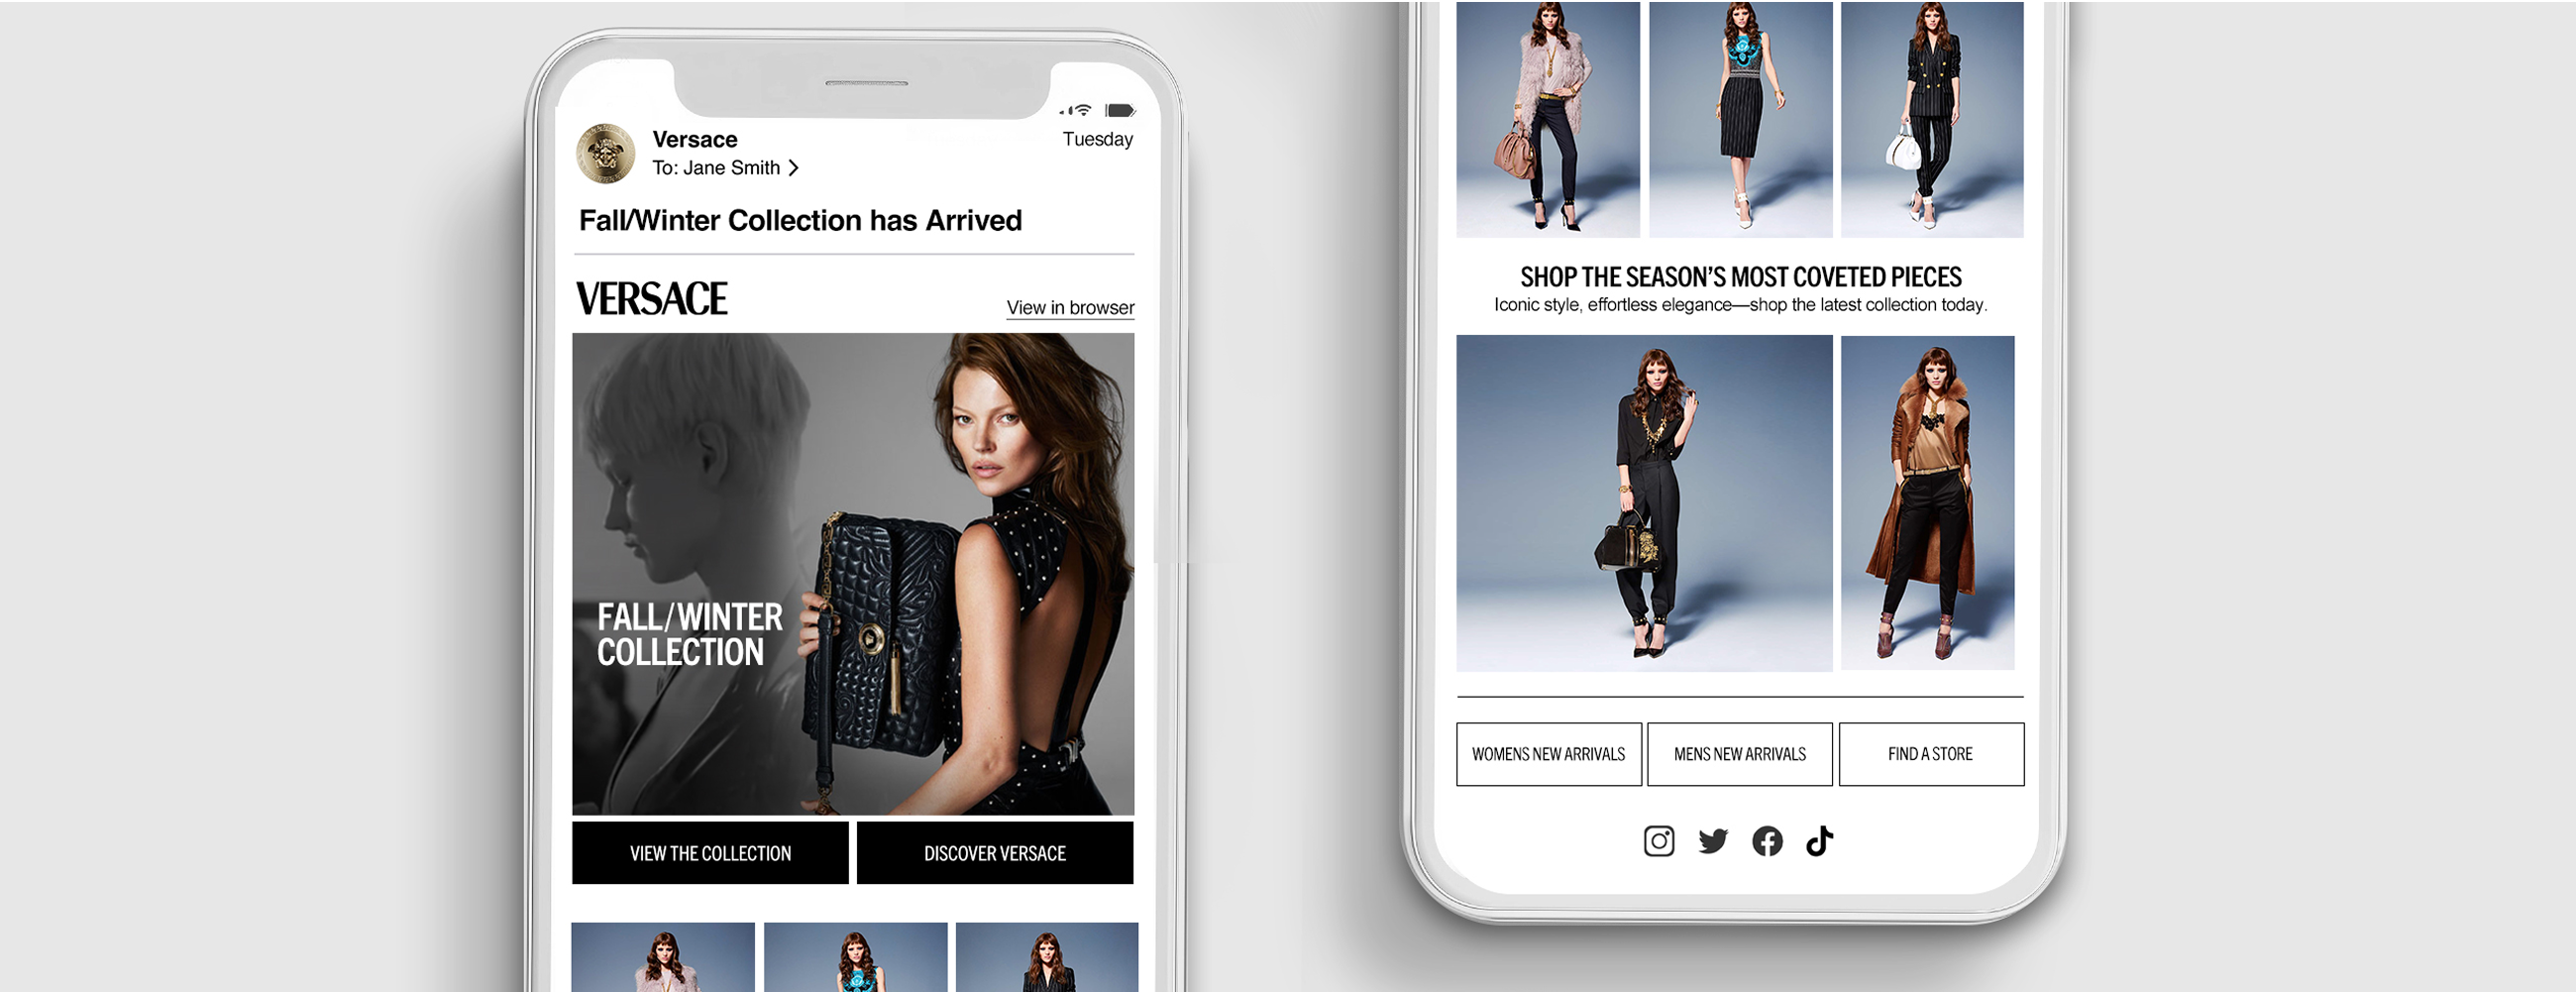 Versace
Tuesday
To: Jane Smith
Fall/Winter Collection has Arrived
VERSACE
View in browser
FALL/WINTER
COLLECTION
VIEW THE COLLECTION
DISCOVER VERSACE
SHOP THE SEASON’S MOST COVETED PIECES
Iconic style, effortless elegance—shop the latest collection today.
WOMENS NEW ARRIVALS
MENS NEW ARRIVALS
FIND A STORE